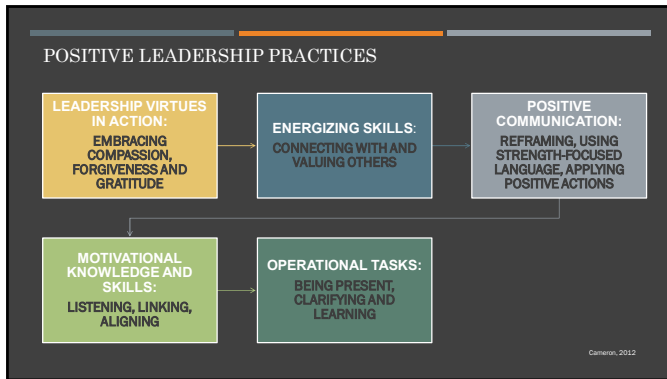 POSITIVE LEADERSHIP PRACTICES
LEADERSHIP VIRTUES
IN ACTION:
EMBRACING
COMPASSION,
FORGIVENESS AND
GRATITUDE
ENERGIZING SKILLS:
CONNECTING WITH AND
VALUING OTHERS
POSITIVE
COMMUNICATION:
REFRAMING, USING
STRENGTH-FOCUSED
LANGUAGE, APPLYING
POSITIVE ACTIONS
MOTIVATIONAL
KNOWLEDGE AND
SKILLS:
LISTENING, LINKING,
ALIGNING
OPERATIONAL TASKS:
BEING PRESENT,
CLARIFYING AND
LEARNING
Cameron, 2012